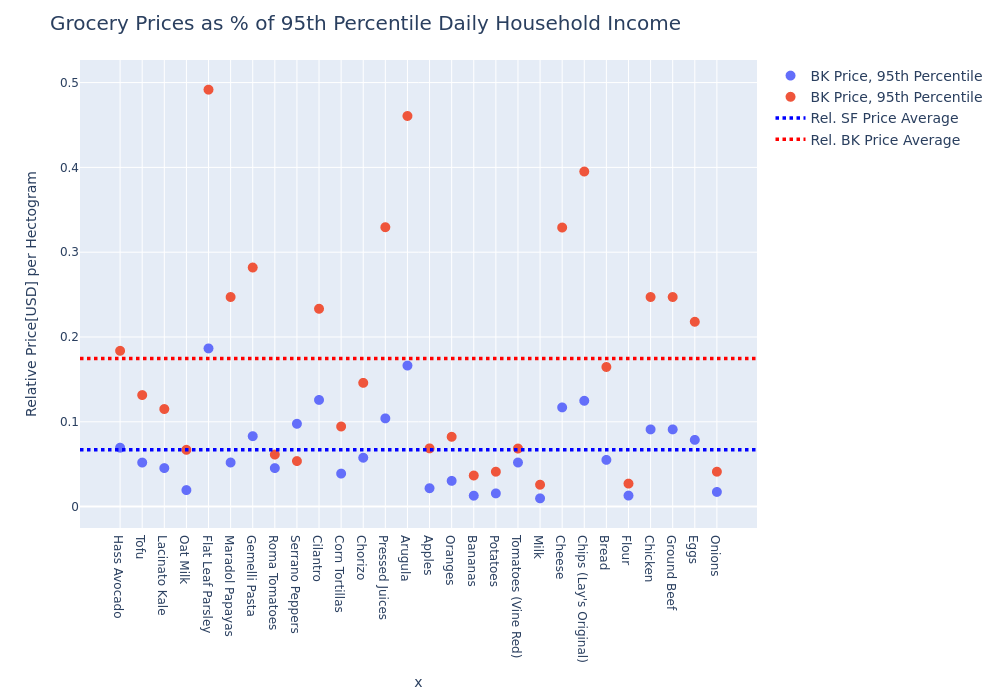 Grocery Prices as % of 95th Percentile Daily Household Income
BK Price, 95th Percentile
BK Price, 95th Percentile
Rel. SF Price Average
Rel. BK Price Average
Relative Price[USD] per Hectogram
0.5
0.4
0.3
0.2
0.1
0
Hass Avocado
Tofu
Lacinato Kale
Oat Milk
Flat Leaf Parsley
Maradol Papayas
Gemelli Pasta
Roma Tomatoes
Serrano Peppers
Cilantro
Corn Tortillas
Chorizo
Pressed Juices
Arugula
Apples
Oranges
Bananas
Potatoes
Tomatoes (Vine Red)
Milk
Cheese
Chips (Lay's Original)
Bread
Flour
Chicken
Ground Beef
Eggs
Onions
x